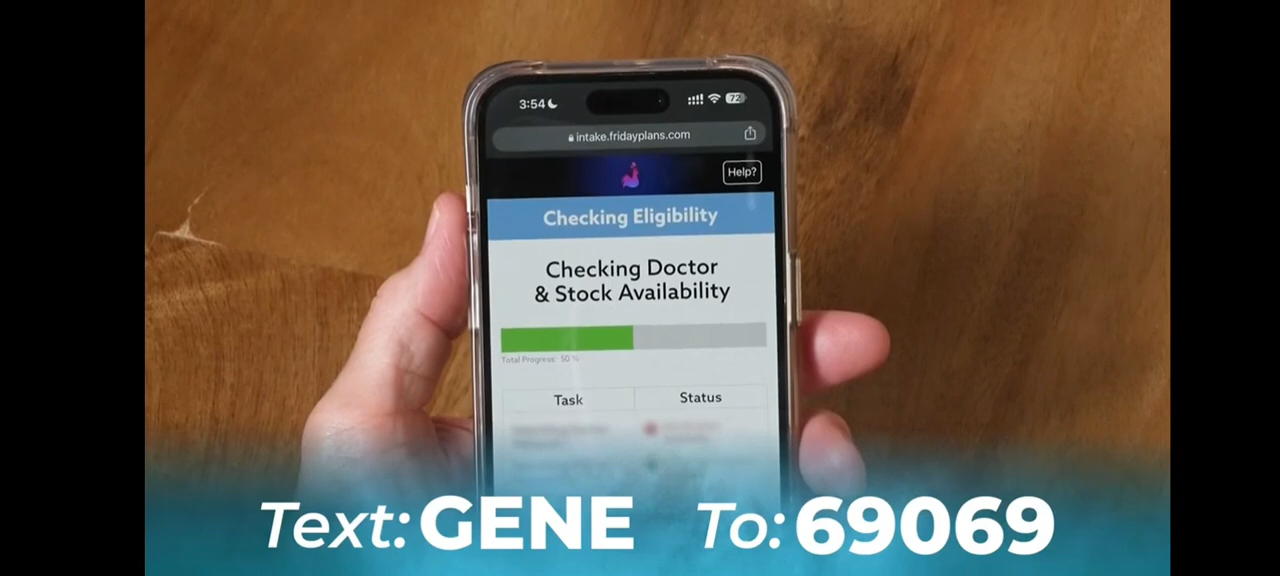 3:54
72
intake.fridayplans.com
Help?
Checking Eligibility
Checking Doctor
& Stock Availability
Total Progress: 50 %
Task Status
Text: GENE To: 69069